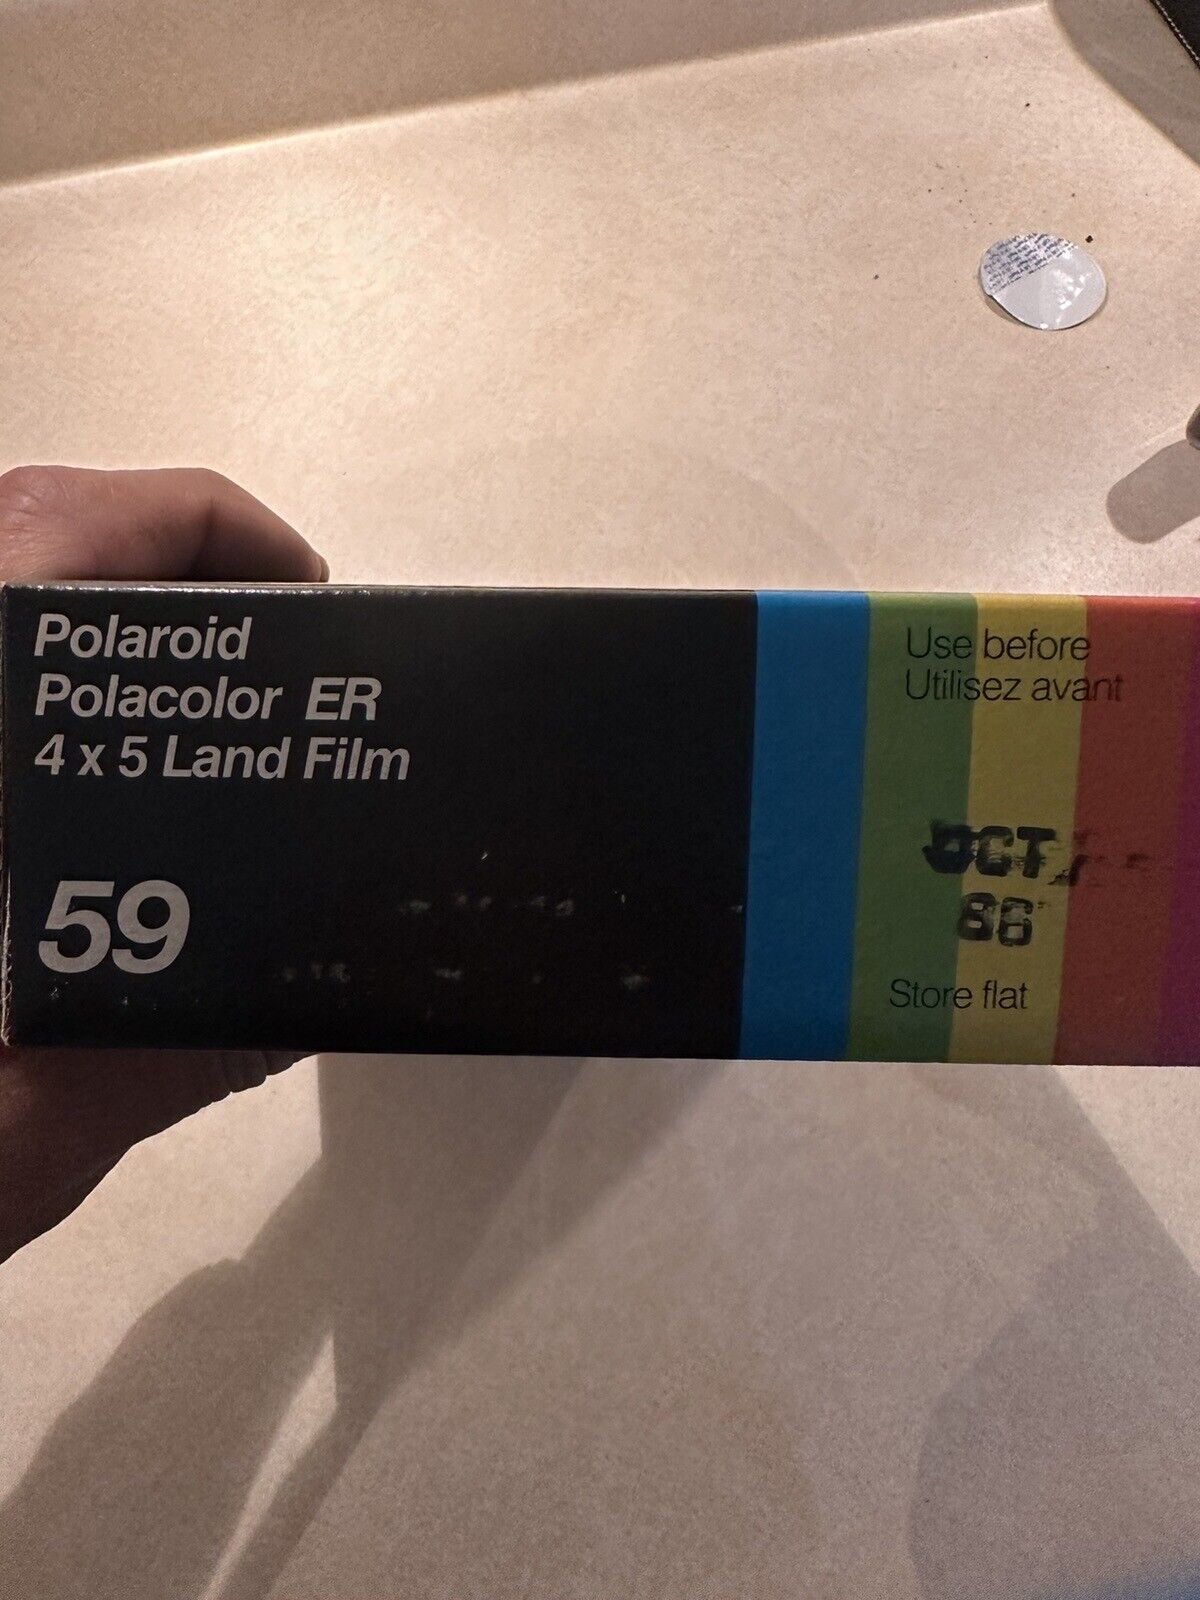 Polaroid
Polacolor ER
4 x 5 Land Film
59
Use before
Utilisez avant
OCT
86
Store flat